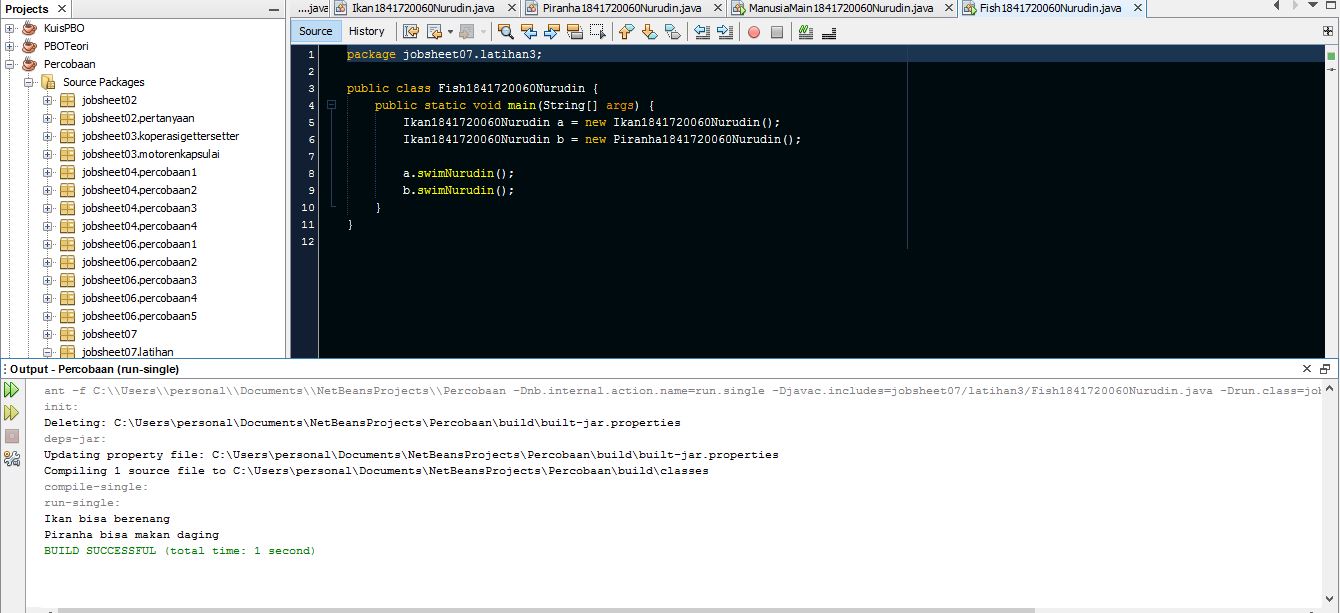 Projects
....java Ikan1841720060Nurudin.java Piranha1841720060Nurudin.java ManusiaMain1841720060Nurudin.java Fish1841720060Nurudin.java
KuisPBO
PBOTeori
Percobaan
Source Packages
jobsheet02
jobsheet02.pertanyaan
jobsheet03.koperasigettersetter
jobsheet03.motorenkapsulai
jobsheet04.percobaan1
jobsheet04.percobaan2
jobsheet04.percobaan3
jobsheet04.percobaan4
jobsheet06.percobaan1
jobsheet06.percobaan2
jobsheet06.percobaan3
jobsheet06.percobaan4
jobsheet06.percobaan5
jobsheet07
jobsheet07.latihan
Source History
1 package jobsheet07.latihan3;
2
3 public class Fish1841720060Nurudin {
4 public static void main(String[] args) {
5 Ikan1841720060Nurudin a = new Ikan1841720060Nurudin();
6 Ikan1841720060Nurudin b = new Piranha1841720060Nurudin();
7
8 a.swimNurudin();
9 b.swimNurudin();
10 }
11 }
12
Output - Percobaan (run-single)
ant -f C:\\Users\\personal\\Documents\\NetBeansProjects\\Percobaan -Dnb.internal.action.name=run.single -Djavac.includes=jobsheet07/latihan3/Fish1841720060Nurudin.java -Drun.class=jol
init:
Deleting: C:\Users\personal\Documents\NetBeansProjects\Percobaan\build\built-jar.properties
deps-jar:
Updating property file: C:\Users\personal\Documents\NetBeansProjects\Percobaan\build\built-jar.properties
Compiling 1 source file to C:\Users\personal\Documents\NetBeansProjects\Percobaan\build\classes
compile-single:
run-single:
Ikan bisa berenang
Piranha bisa makan daging
BUILD SUCCESSFUL (total time: 1 second)